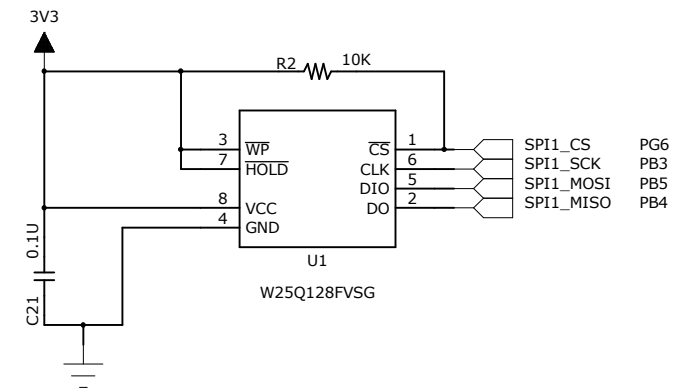 3V3
R2 10K
3 WP CS 1 SPI1_CS PG6
7 HOLD CLK 6 SPI1_SCK PB3
DIO 5 SPI1_MOSI PB5
8 VCC DO 2 SPI1_MISO PB4
4 GND
0.1U
C21
U1
W25Q128FVSG